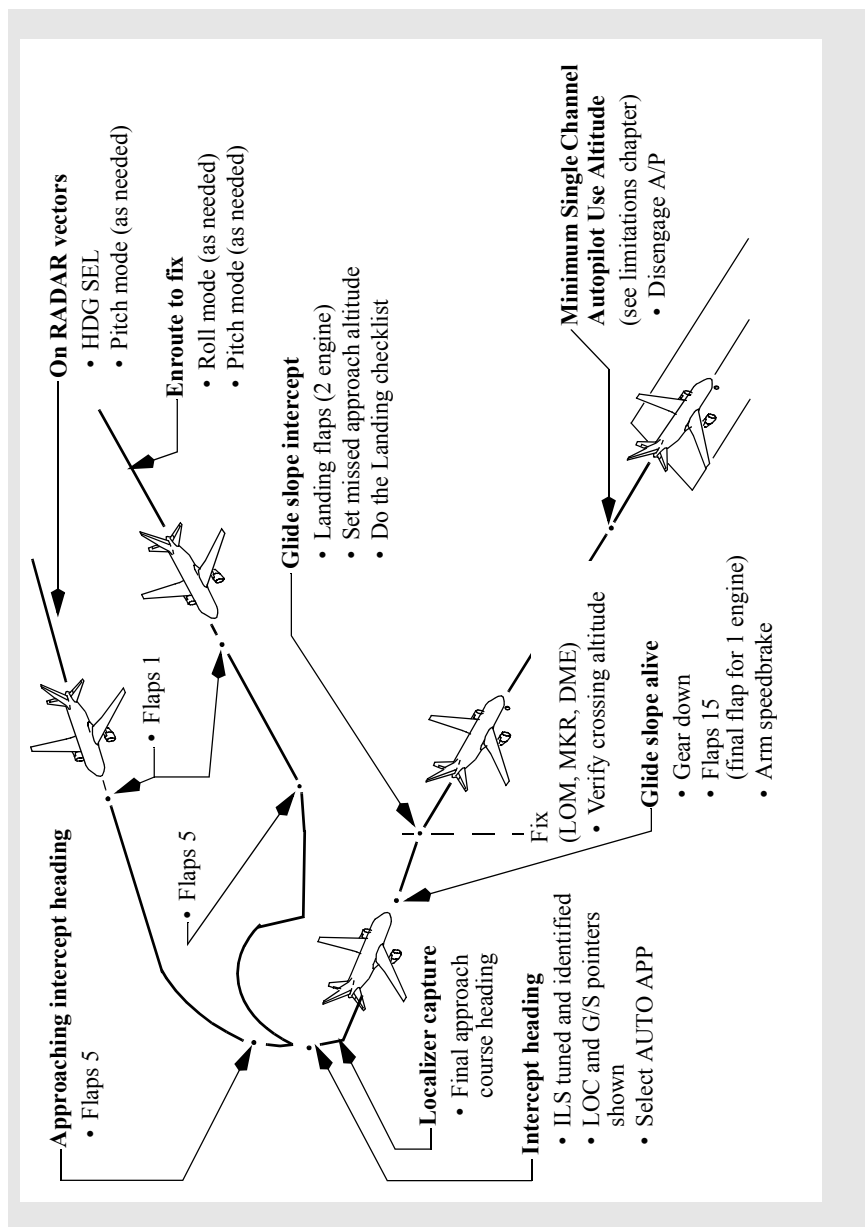 On RADAR vectors
• HDG SEL
• Pitch mode (as needed)
Enroute to fix
• Roll mode (as needed)
• Pitch mode (as needed)
• Flaps 1
Approaching intercept heading
• Flaps 5
• Flaps 5
Localizer capture
• Final approach
course heading
Intercept heading
• ILS tuned and identified
• LOC and G/S pointers
shown
• Select AUTO APP
Glide slope intercept
• Landing flaps (2 engine)
• Set missed approach altitude
• Do the Landing checklist
Fix
(LOM, MKR, DME)
• Verify crossing altitude
Glide slope alive
• Gear down
• Flaps 15
(final flap for 1 engine)
• Arm speedbrake
Minimum Single Channel
Autopilot Use Altitude
(see limitations chapter)
• Disengage A/P